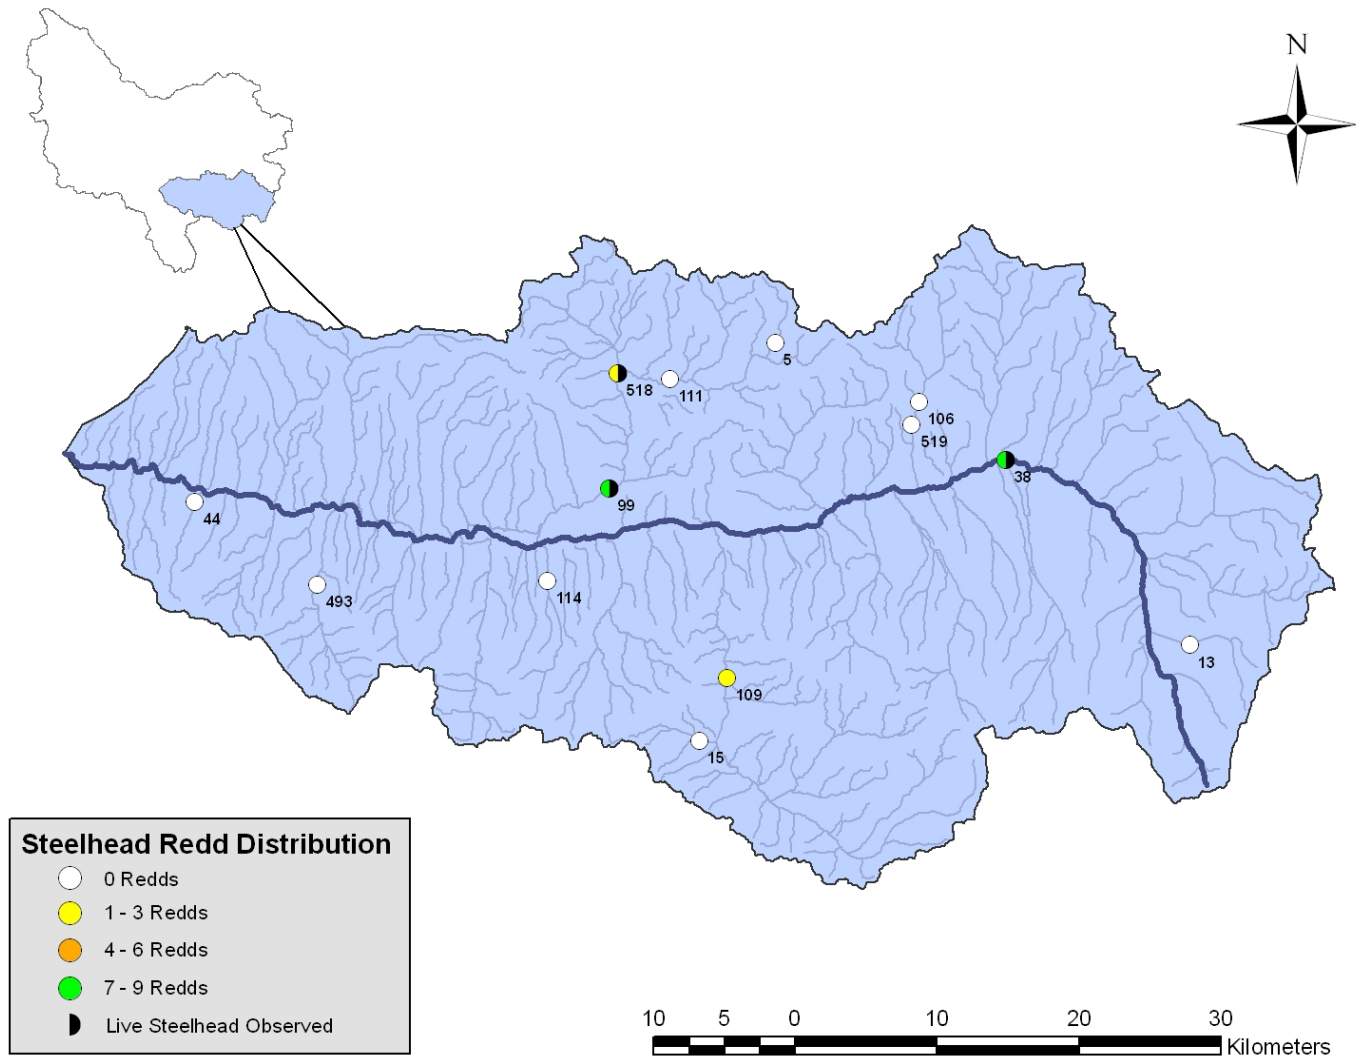 N
5
518
111
106
519
38
99
44
493
114
13
109
15
Steelhead Redd Distribution
0 Redds
1 - 3 Redds
4 - 6 Redds
7 - 9 Redds
Live Steelhead Observed
10 5 0 10 20 30
Kilometers